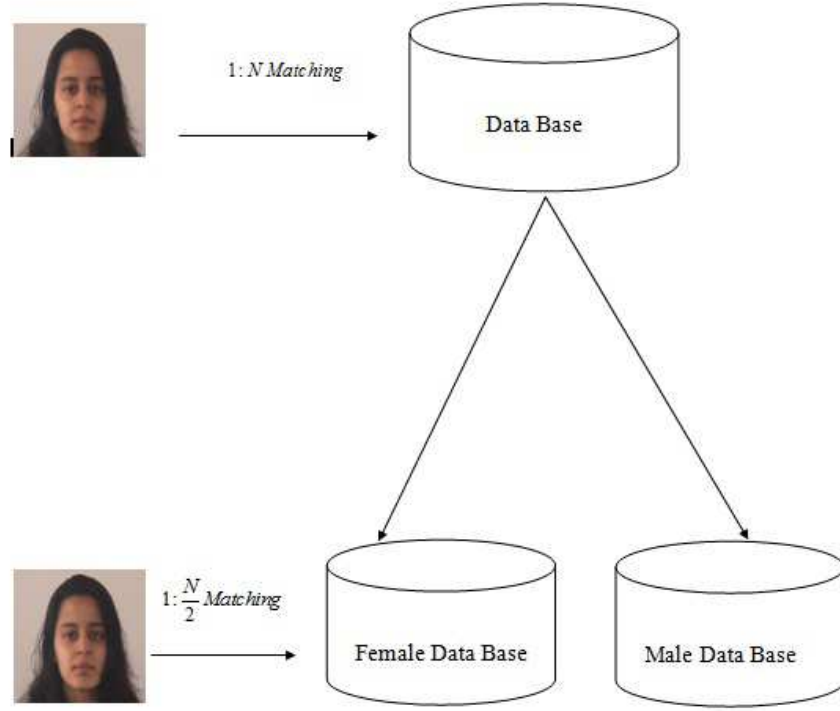 1: N Matching
Data Base
1: N/2 Matching
Female Data Base
Male Data Base